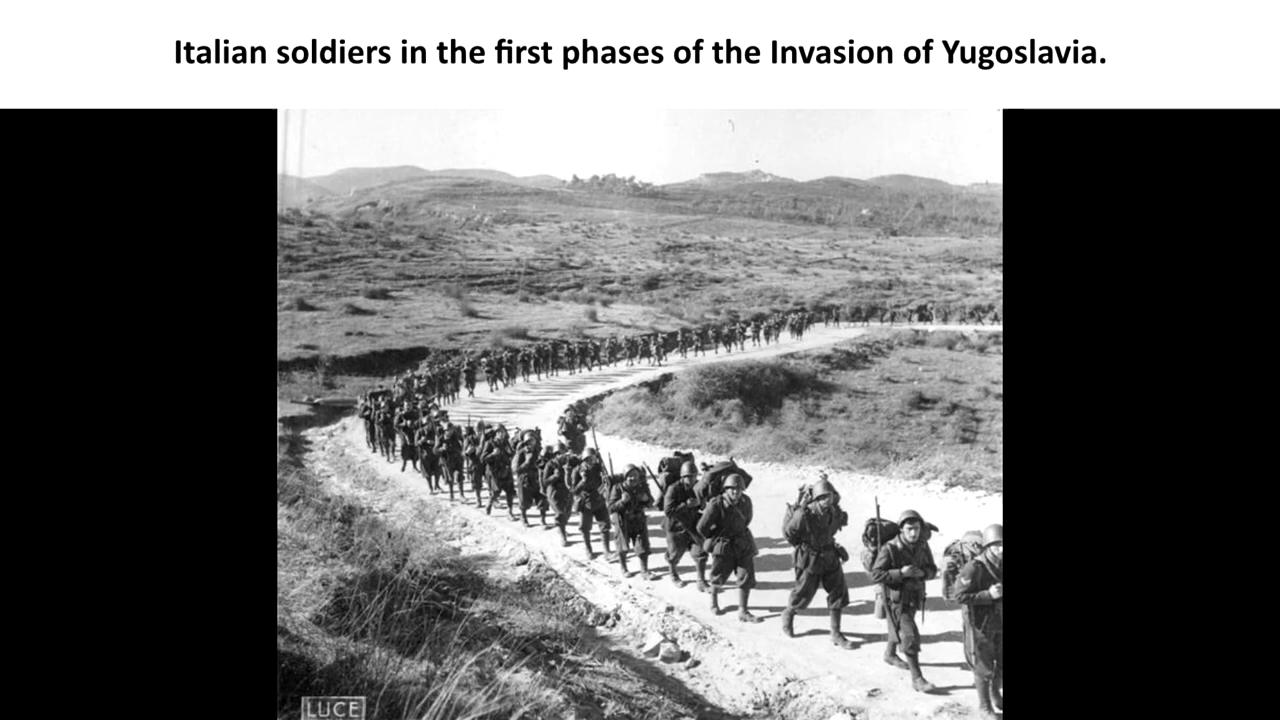 Italian soldiers in the first phases of the Invasion of Yugoslavia.
LUCE